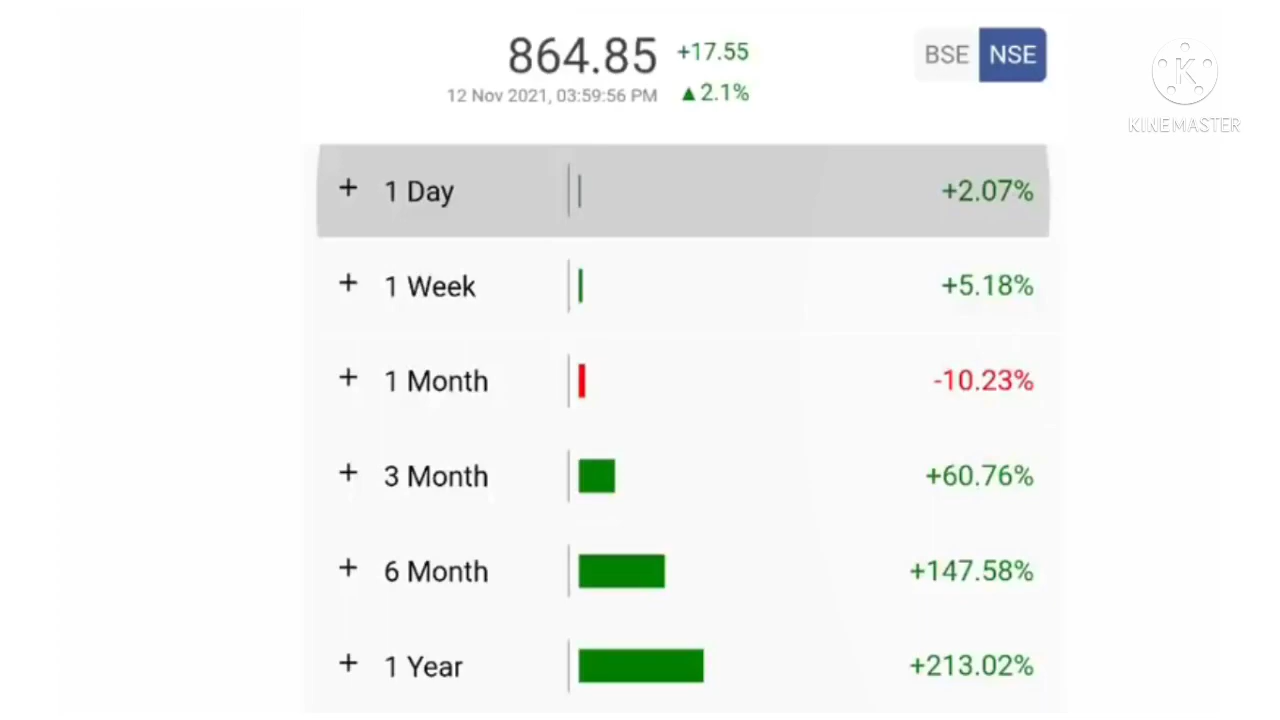 864.85 +17.55
12 Nov 2021, 03:59:56 PM ▲2.1%
BSE NSE
K
KINEMASTER
+ 1 Day +2.07%
+ 1 Week +5.18%
+ 1 Month -10.23%
+ 3 Month +60.76%
+ 6 Month +147.58%
+ 1 Year +213.02%